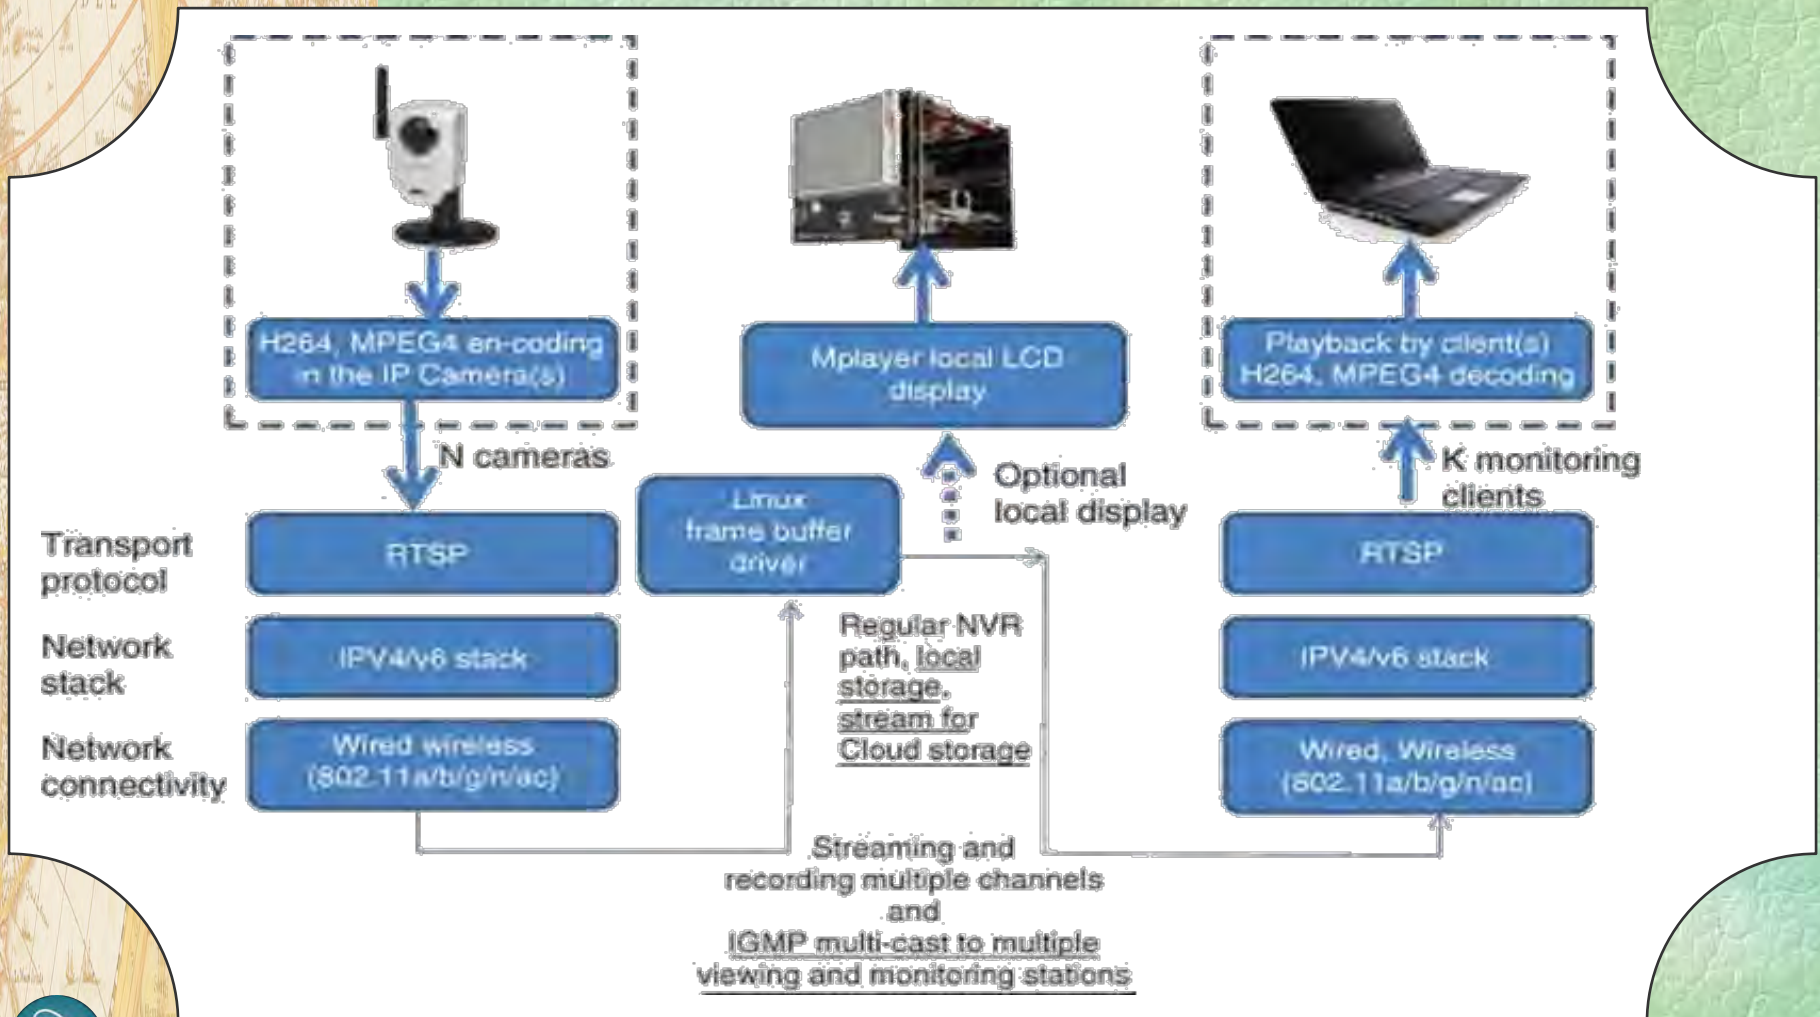 H264, MPEG4 en-coding
in the IP Camera(s)
N cameras
Mplayer local LCD
display
Optional
local display
Playback by client(s)
H264, MPEG4 decoding
K monitoring
clients
Transport
protocol
RTSP
Linux
frame buffer
driver
RTSP
Network
stack
IPV4/v6 stack
Regular NVR
path, local
storage,
stream for
Cloud storage
IPV4/v6 stack
Network
connectivity
Wired wireless
(802.11a/b/g/n/ac)
Wired, Wireless
(802.11a/b/g/n/ac)
Streaming and
recording multiple channels
and
IGMP multi-cast to multiple
viewing and monitoring stations